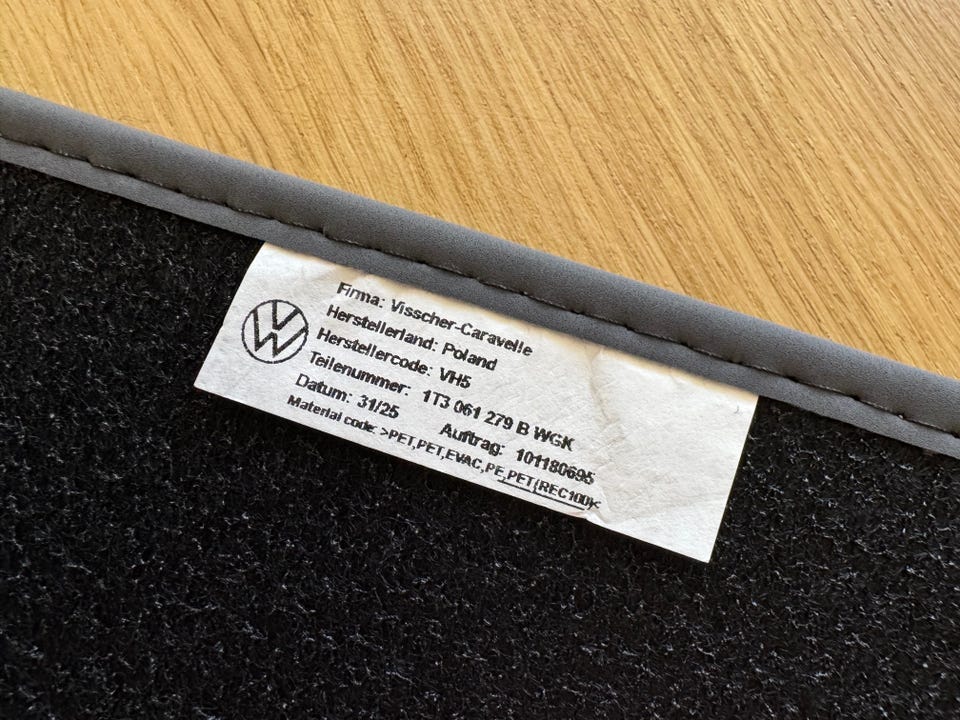 Firma: Visscher-Caravelle
Herstellerland: Poland
Herstellercode: VH5
Teilenummer: 1T3 061 279 B WGK
Datum: 31/25 Auftrag: 101180695
Material code: >PET,PET,EVAC,PE,PET(REC100)<